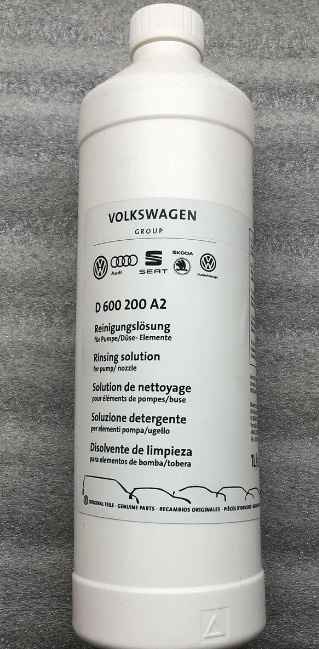 VOLKSWAGEN
GROUP
Audi
SEAT
ŠKODA
D 600 200 A2
Reinigungslösung
für Pumpe/Düse- Elemente
Rinsing solution
for pump/ nozzle
Solution de nettoyage
pour éléments de pompes/buse
Soluzione detergente
per elementi pompa/ugello
Disolvente de limpieza
para elementos de bomba/tobera
ORIGINAL TEILE · GENUINE PARTS · RECAMBIOS ORIGINALES · PIÈCES